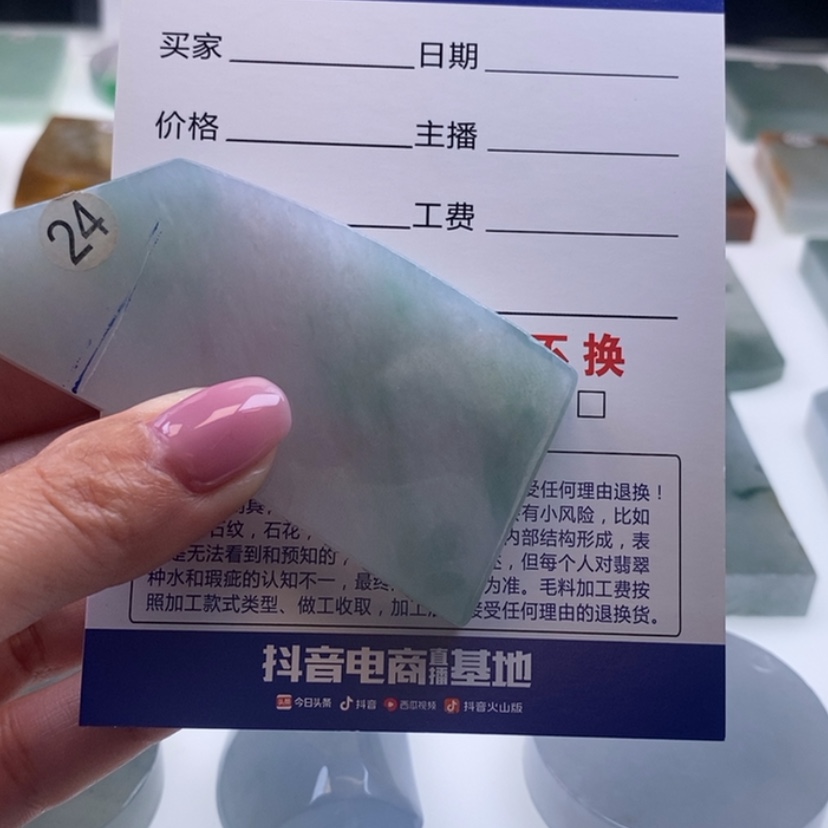 买家 日期
价格 主播
24
工费
换
受任何理由退换！
有小风险，比如
石纹，石花， 内部结构形成，表
是无法看到和预知的， 但每个人对翡翠
种水和瑕疵的认知不一，最终 为准。毛料加工费按
照加工款式类型、做工收取，加工 接受任何理由的退换货。
抖音电商直播基地
头条 今日头条 抖音 西瓜视频 抖音火山版